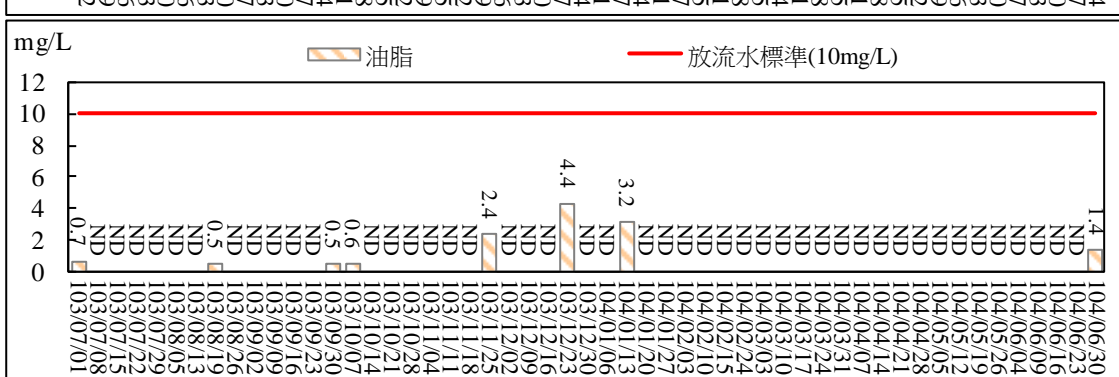 mg/L
油脂
放流水標準(10mg/L)
12
10
8
6
4
2
0
0.7 ND ND ND ND ND ND 0.5 ND ND ND ND ND 0.5 0.6 ND ND ND ND ND ND 2.4 ND ND ND 4.4 ND ND 3.2 ND ND ND ND ND ND ND ND ND ND ND ND ND ND ND ND ND ND ND ND ND ND ND 1.4
103/07/01 103/07/08 103/07/15 103/07/22 103/07/29 103/08/05 103/08/13 103/08/19 103/08/26 103/09/02 103/09/09 103/09/16 103/09/23 103/09/30 103/10/07 103/10/14 103/10/21 103/10/28 103/11/04 103/11/11 103/11/18 103/11/25 103/12/02 103/12/09 103/12/16 103/12/23 103/12/30 104/01/06 104/01/13 104/01/20 104/01/27 104/02/03 104/02/10 104/02/15 104/02/24 104/03/03 104/03/10 104/03/17 104/03/24 104/03/31 104/04/07 104/04/14 104/04/21 104/04/28 104/05/05 104/05/12 104/05/19 104/05/26 104/06/04 104/06/09 104/06/16 104/06/23 104/06/30